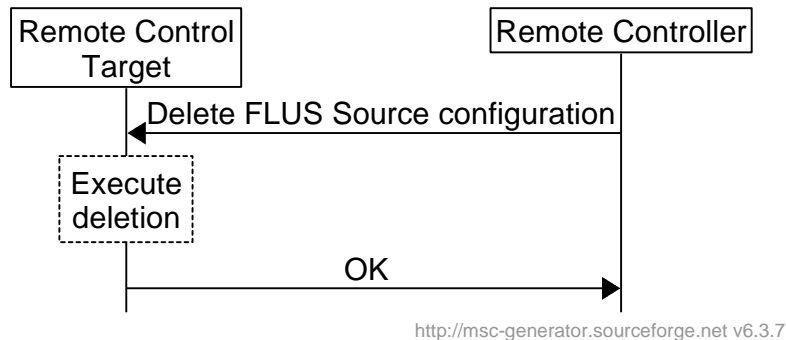 Remote Control
Target
Remote Controller
Delete FLUS Source configuration
Execute
deletion
OK
http://msc-generator.sourceforge.net v6.3.7